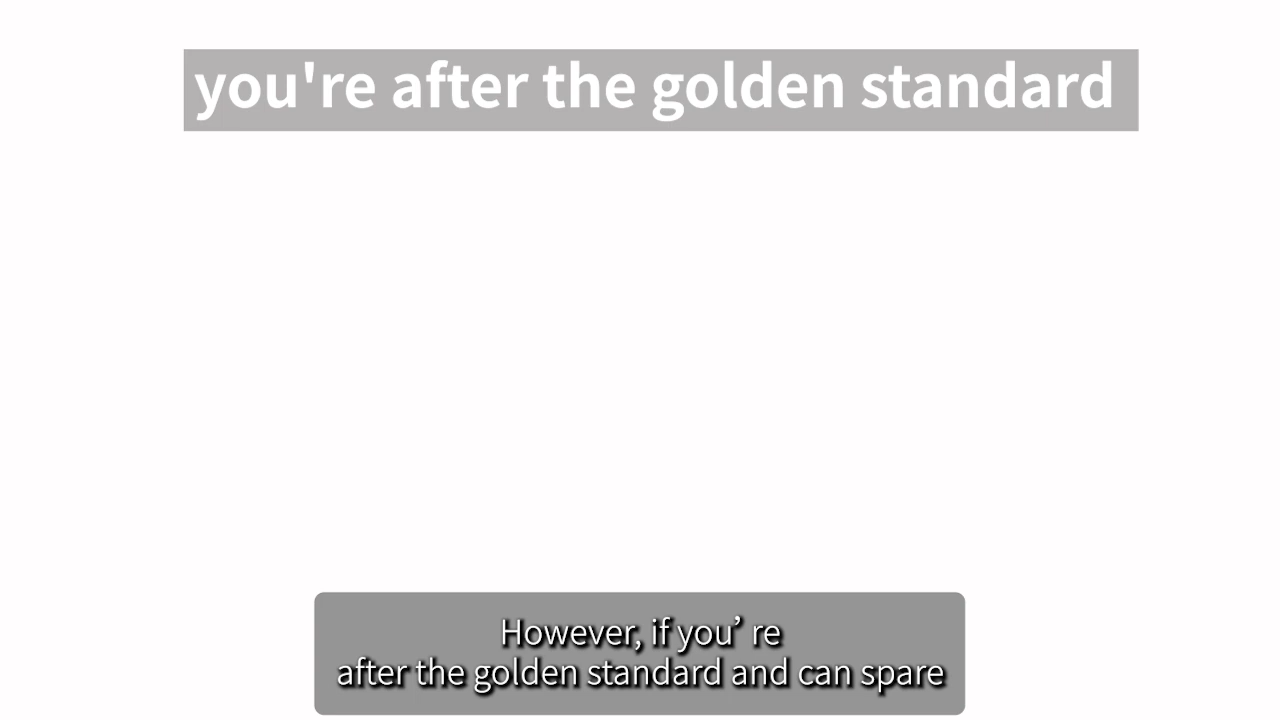 you're after the golden standard
However, if you’ re
after the golden standard and can spare